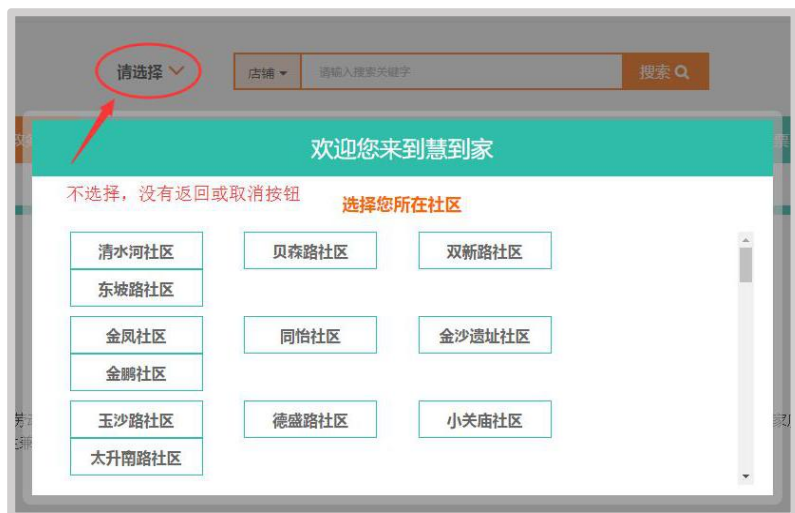 请选择
店铺
请输入搜索关键字
搜索
欢迎您来到慧到家
不选择，没有返回或取消按钮
选择您所在社区
清水河社区 贝森路社区 双新路社区
东坡路社区
金凤社区 同怡社区 金沙遗址社区
金鹏社区
玉沙路社区 德盛路社区 小关庙社区
太升南路社区